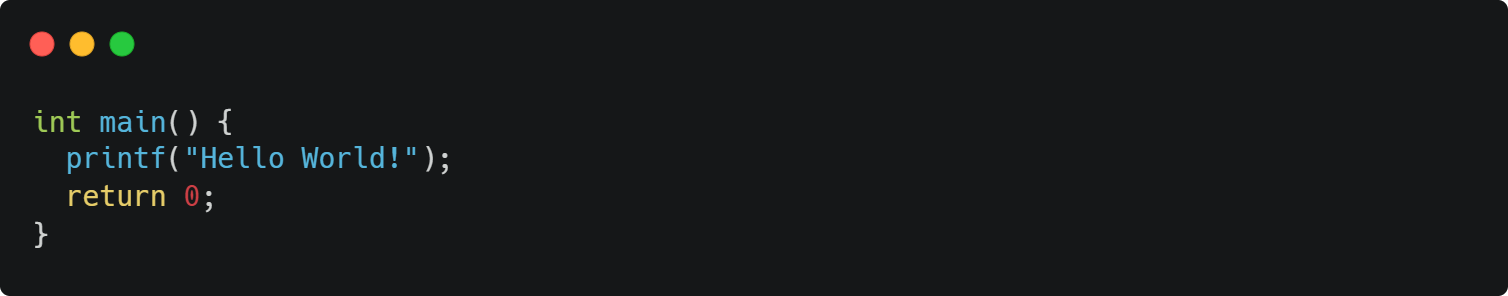 int main() {
  printf("Hello World!");
  return 0;
}